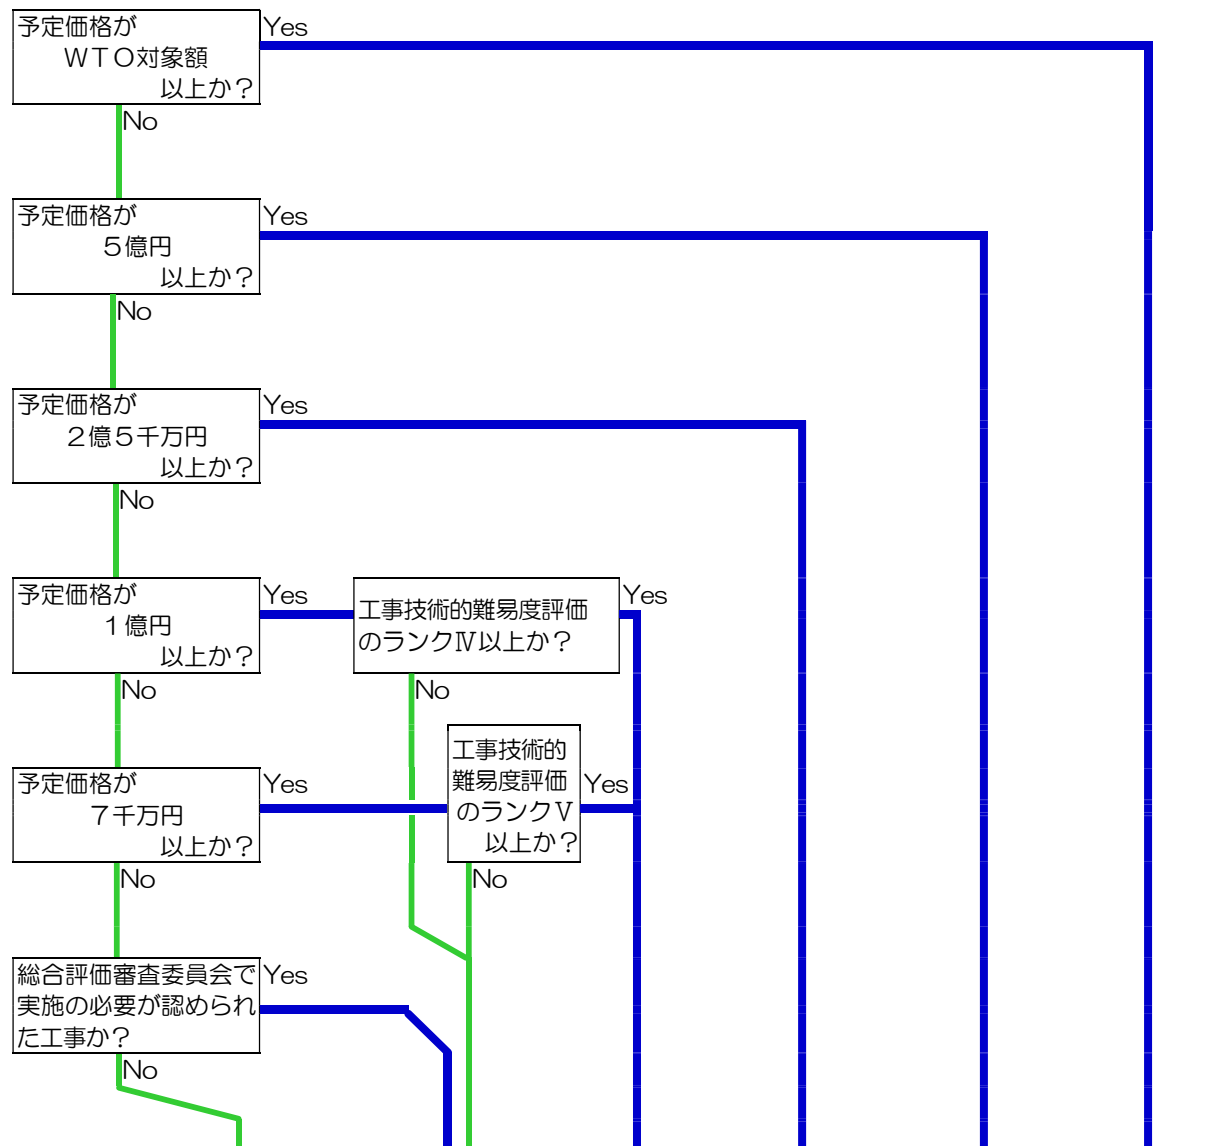 予定価格が
ＷＴＯ対象額
以上か？
Yes
No
予定価格が
５億円
以上か？
Yes
No
予定価格が
２億５千万円
以上か？
Yes
No
予定価格が
１億円
以上か？
Yes
No
工事技術的難易度評価
のランクⅣ以上か？
Yes
No
予定価格が
７千万円
以上か？
Yes
No
工事技術的
難易度評価
のランクⅤ
以上か？
Yes
No
総合評価審査委員会で
実施の必要が認められ
た工事か？
Yes
No